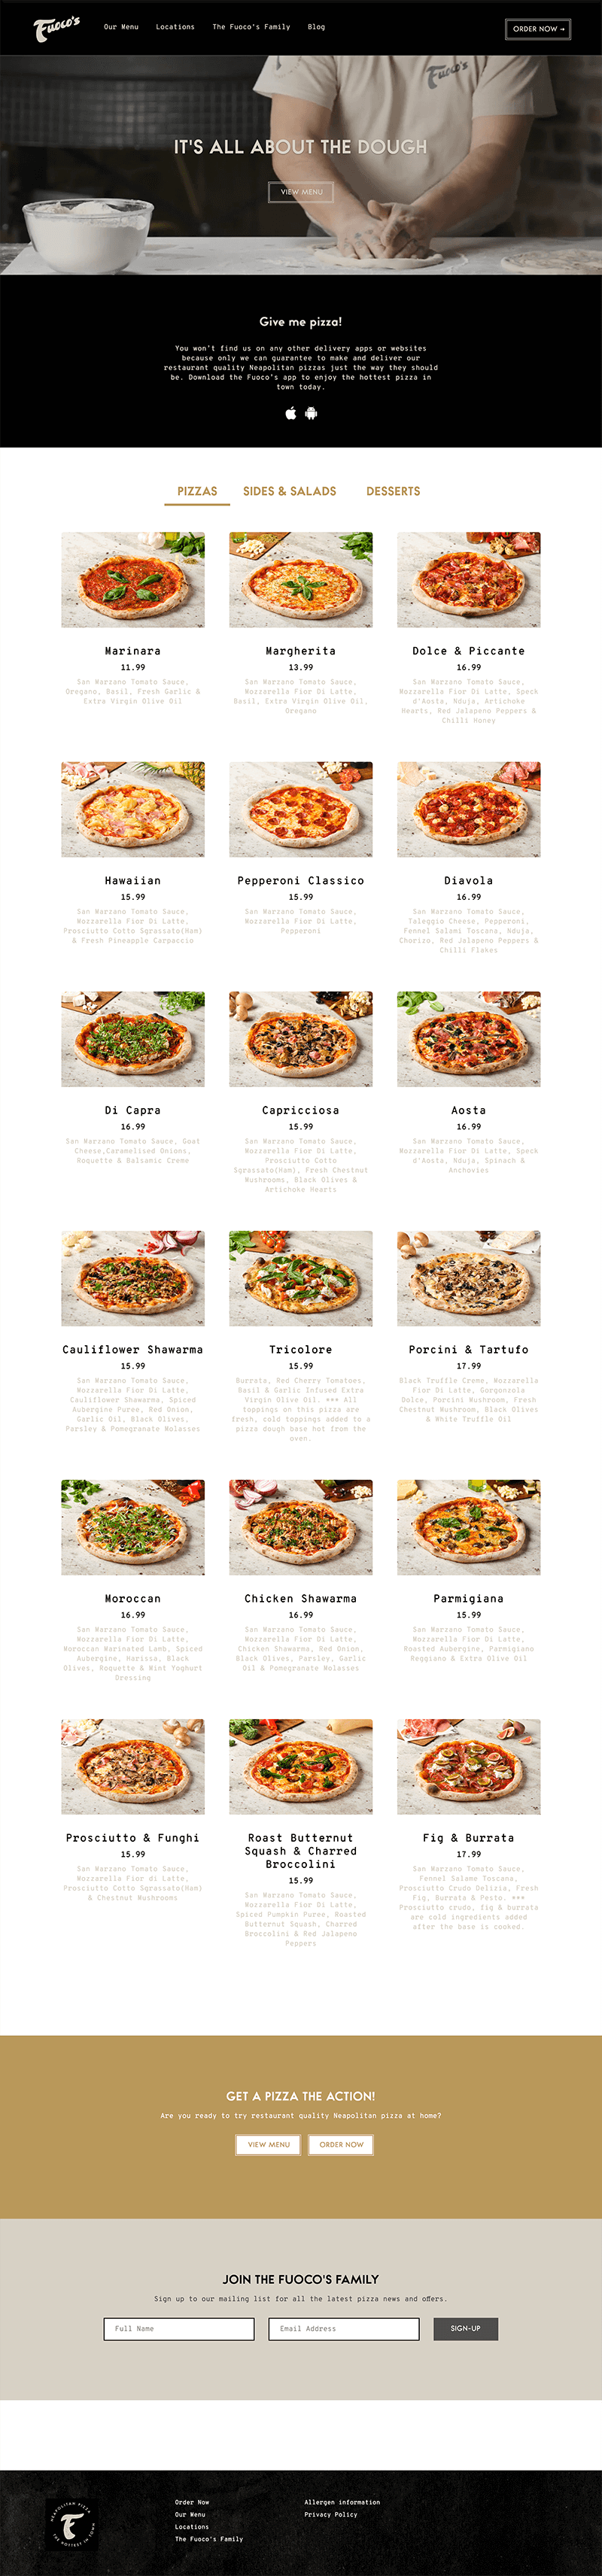 Fuoco's
Our Menu
Locations
The Fuoco's Family
Blog
ORDER NOW →
Fuoco's
IT'S ALL ABOUT THE DOUGH
VIEW MENU
Give me pizza!
You won't find us on any other delivery apps or websites
because only we can guarantee to make and deliver our
restaurant quality Neapolitan pizzas just the way they should
be. Download the Fuoco's app to enjoy the hottest pizza in
town today.
PIZZAS
SIDES & SALADS
DESSERTS
Marinara
11.99
San Marzano Tomato Sauce,
Oregano, Basil, Fresh Garlic &
Extra Virgin Olive Oil
Margherita
13.99
San Marzano Tomato Sauce,
Mozzarella Fior Di Latte,
Basil, Extra Virgin Olive Oil,
Oregano
Dolce & Piccante
16.99
San Marzano Tomato Sauce,
Mozzarella Fior Di Latte, Speck
d'Aosta, Nduja, Artichoke
Hearts, Red Jalapeno Peppers &
Chilli Honey
Hawaiian
15.99
San Marzano Tomato Sauce,
Mozzarella Fior Di Latte,
Prosciutto Cotto Sgrassato(Ham)
& Fresh Pineapple Carpaccio
Pepperoni Classico
15.99
San Marzano Tomato Sauce,
Mozzarella Fior Di Latte,
Pepperoni
Diavola
16.99
San Marzano Tomato Sauce,
Taleggio Cheese, Pepperoni,
Fennel Salami Toscana, Nduja,
Chorizo, Red Jalapeno Peppers &
Chilli Flakes
Di Capra
16.99
San Marzano Tomato Sauce, Goat
Cheese,Caramelised Onions,
Roquette & Balsamic Creme
Capricciosa
15.99
San Marzano Tomato Sauce,
Mozzarella Fior Di Latte,
Prosciutto Cotto
Sgrassato(Ham), Fresh Chestnut
Mushrooms, Black Olives &
Artichoke Hearts
Aosta
16.99
San Marzano Tomato Sauce,
Mozzarella Fior Di Latte, Speck
d'Aosta, Nduja, Spinach &
Anchovies
Cauliflower Shawarma
15.99
San Marzano Tomato Sauce,
Mozzarella Fior Di Latte,
Cauliflower Shawarma, Spiced
Aubergine Puree, Red Onion,
Garlic Oil, Black Olives,
Parsley & Pomegranate Molasses
Tricolore
15.99
Burrata, Red Cherry Tomatoes,
Basil & Garlic Infused Extra
Virgin Olive Oil. *** All
toppings on this pizza are
fresh, cold toppings added to a
pizza dough base hot from the
oven.
Porcini & Tartufo
17.99
Black Truffle Creme, Mozzarella
Fior Di Latte, Gorgonzola
Dolce, Porcini Mushroom, Fresh
Chestnut Mushroom, Black Olives
& White Truffle Oil
Moroccan
16.99
San Marzano Tomato Sauce,
Mozzarella Fior Di Latte,
Moroccan Marinated Lamb, Spiced
Aubergine, Harissa, Black
Olives, Roquette & Mint Yoghurt
Dressing
Chicken Shawarma
16.99
San Marzano Tomato Sauce,
Mozzarella Fior Di Latte,
Chicken Shawarma, Red Onion,
Black Olives, Parsley, Garlic
Oil & Pomegranate Molasses
Parmigiana
15.99
San Marzano Tomato Sauce,
Mozzarella Fior Di Latte,
Roasted Aubergine, Parmigiano
Reggiano & Extra Olive Oil
Prosciutto & Funghi
15.99
San Marzano Tomato Sauce,
Mozzarella Fior di Latte,
Prosciutto Cotto Sgrassato(Ham)
& Chestnut Mushrooms
Roast Butternut
Squash & Charred
Broccolini
15.99
San Marzano Tomato Sauce,
Mozzarella Fior Di Latte,
Spiced Pumpkin Puree, Roasted
Butternut Squash, Charred
Broccolini & Red Jalapeno
Peppers
Fig & Burrata
17.99
San Marzano Tomato Sauce,
Fennel Salame Toscana,
Prosciutto Crudo Delizia, Fresh
Fig, Burrata & Pesto. ***
Prosciutto crudo, fig & burrata
are cold ingredients added
after the base is cooked.
GET A PIZZA THE ACTION!
Are you ready to try restaurant quality Neapolitan pizza at home?
VIEW MENU
ORDER NOW
JOIN THE FUOCO'S FAMILY
Sign up to our mailing list for all the latest pizza news and offers.
Full Name
Email Address
SIGN-UP
NEAPOLITAN PIZZA
F
THE HOTTEST IN TOWN
Order Now
Our Menu
Locations
The Fuoco's Family
Allergen information
Privacy Policy